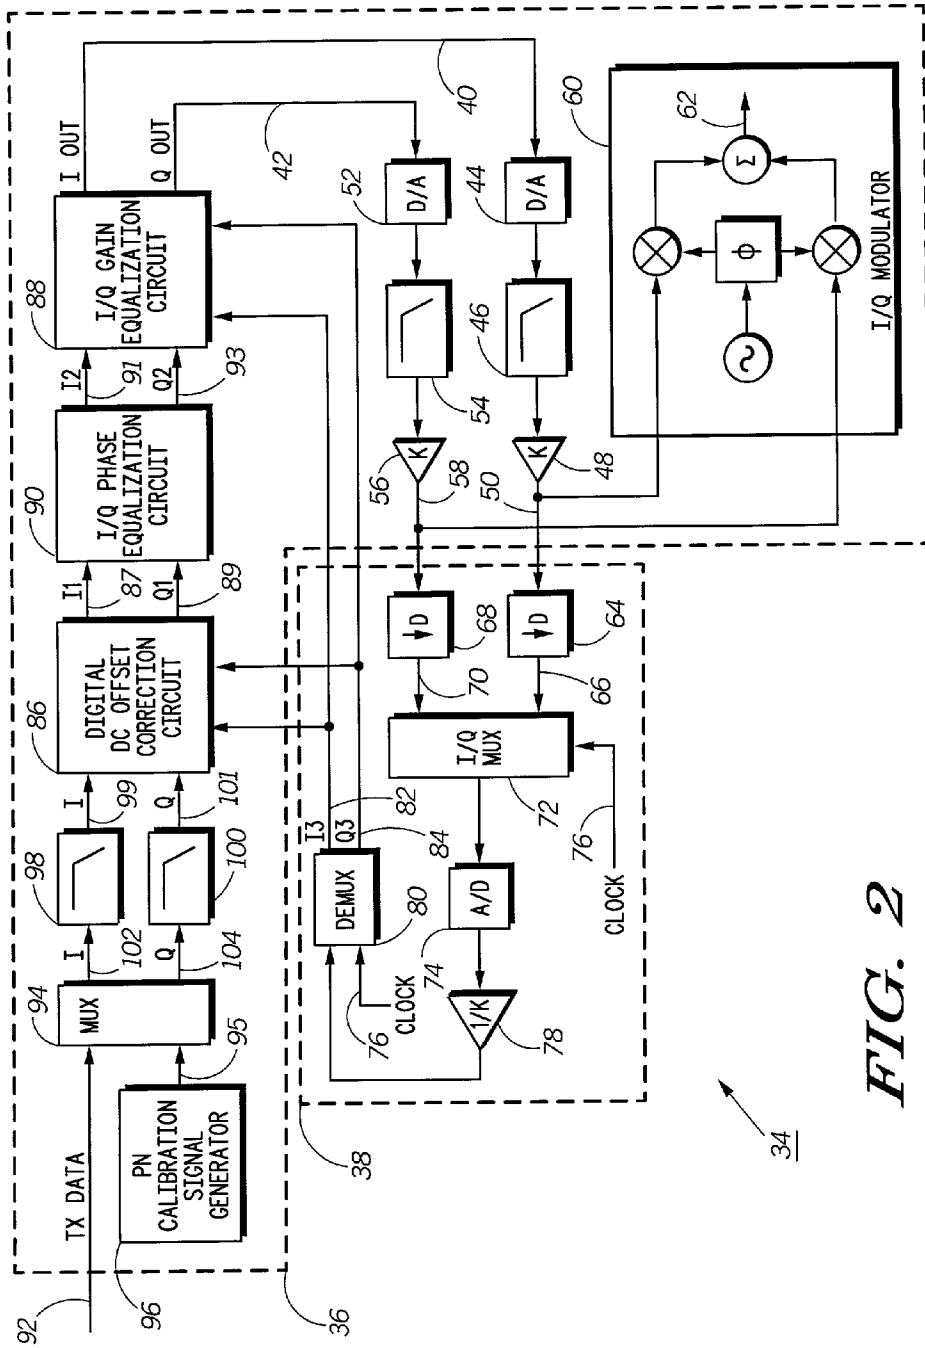 92
TX DATA
96
PN
CALIBRATION
SIGNAL
GENERATOR
95
94
MUX
I
102
Q
104
98
100
I
99
Q
101
86
DIGITAL
DC OFFSET
CORRECTION
CIRCUIT
I1
87
Q1
89
90
I/Q PHASE
EQUALIZATION
CIRCUIT
I2
91
Q2
93
88
I/Q GAIN
EQUALIZATION
CIRCUIT
I OUT
Q OUT
40
42
36
38
76
CLOCK
DEMUX
80
I3
82
Q3
84
1/K
78
74
A/D
I/Q
MUX
72
76
CLOCK
70
66
D
68
D
64
56
K
58
50
K
48
54
46
52
D/A
44
D/A
60
62
Σ
ϕ
~
I/Q MODULATOR
34
FIG. 2